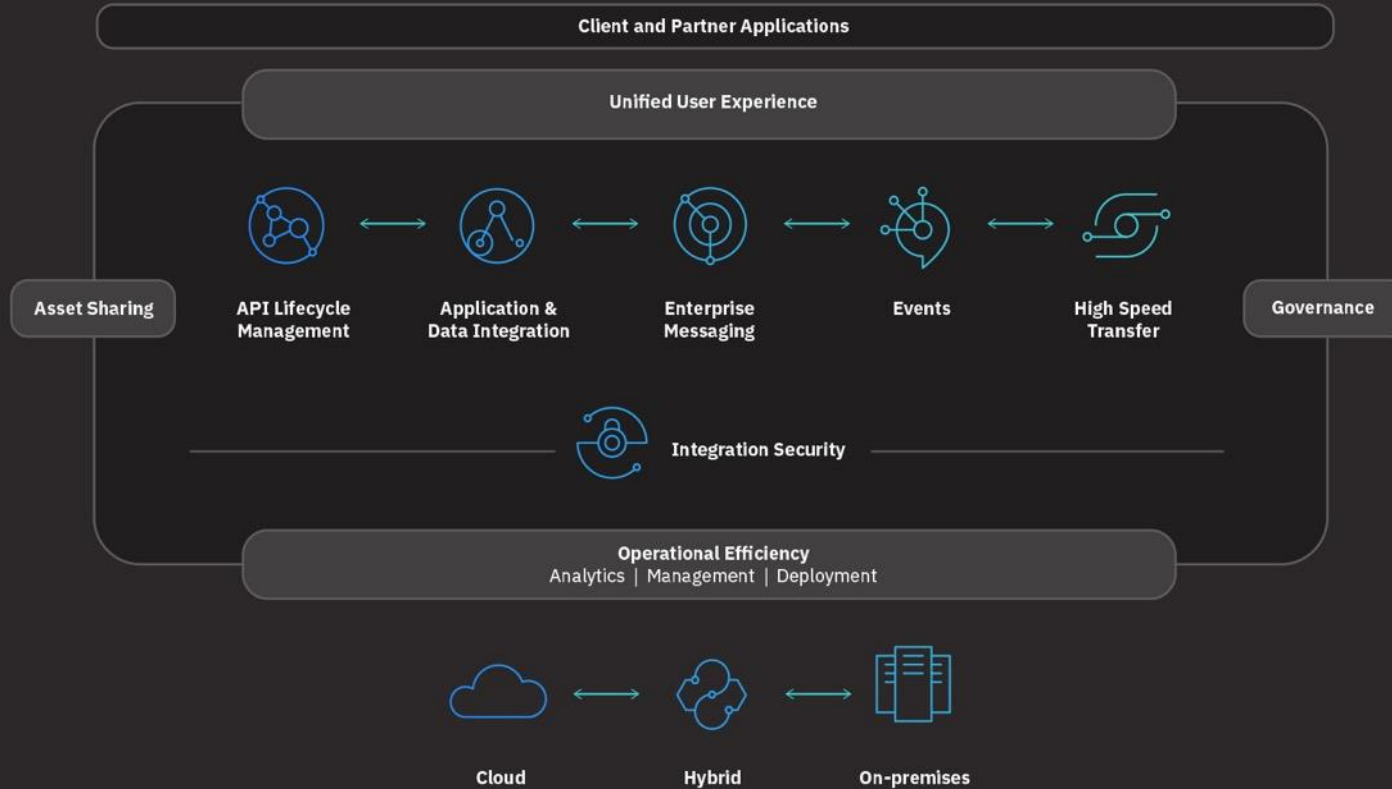 Client and Partner Applications
Unified User Experience
Asset Sharing
API Lifecycle
Management
Application &
Data Integration
Enterprise
Messaging
Events
High Speed
Transfer
Governance
Integration Security
Operational Efficiency
Analytics | Management | Deployment
Cloud
Hybrid
On-premises